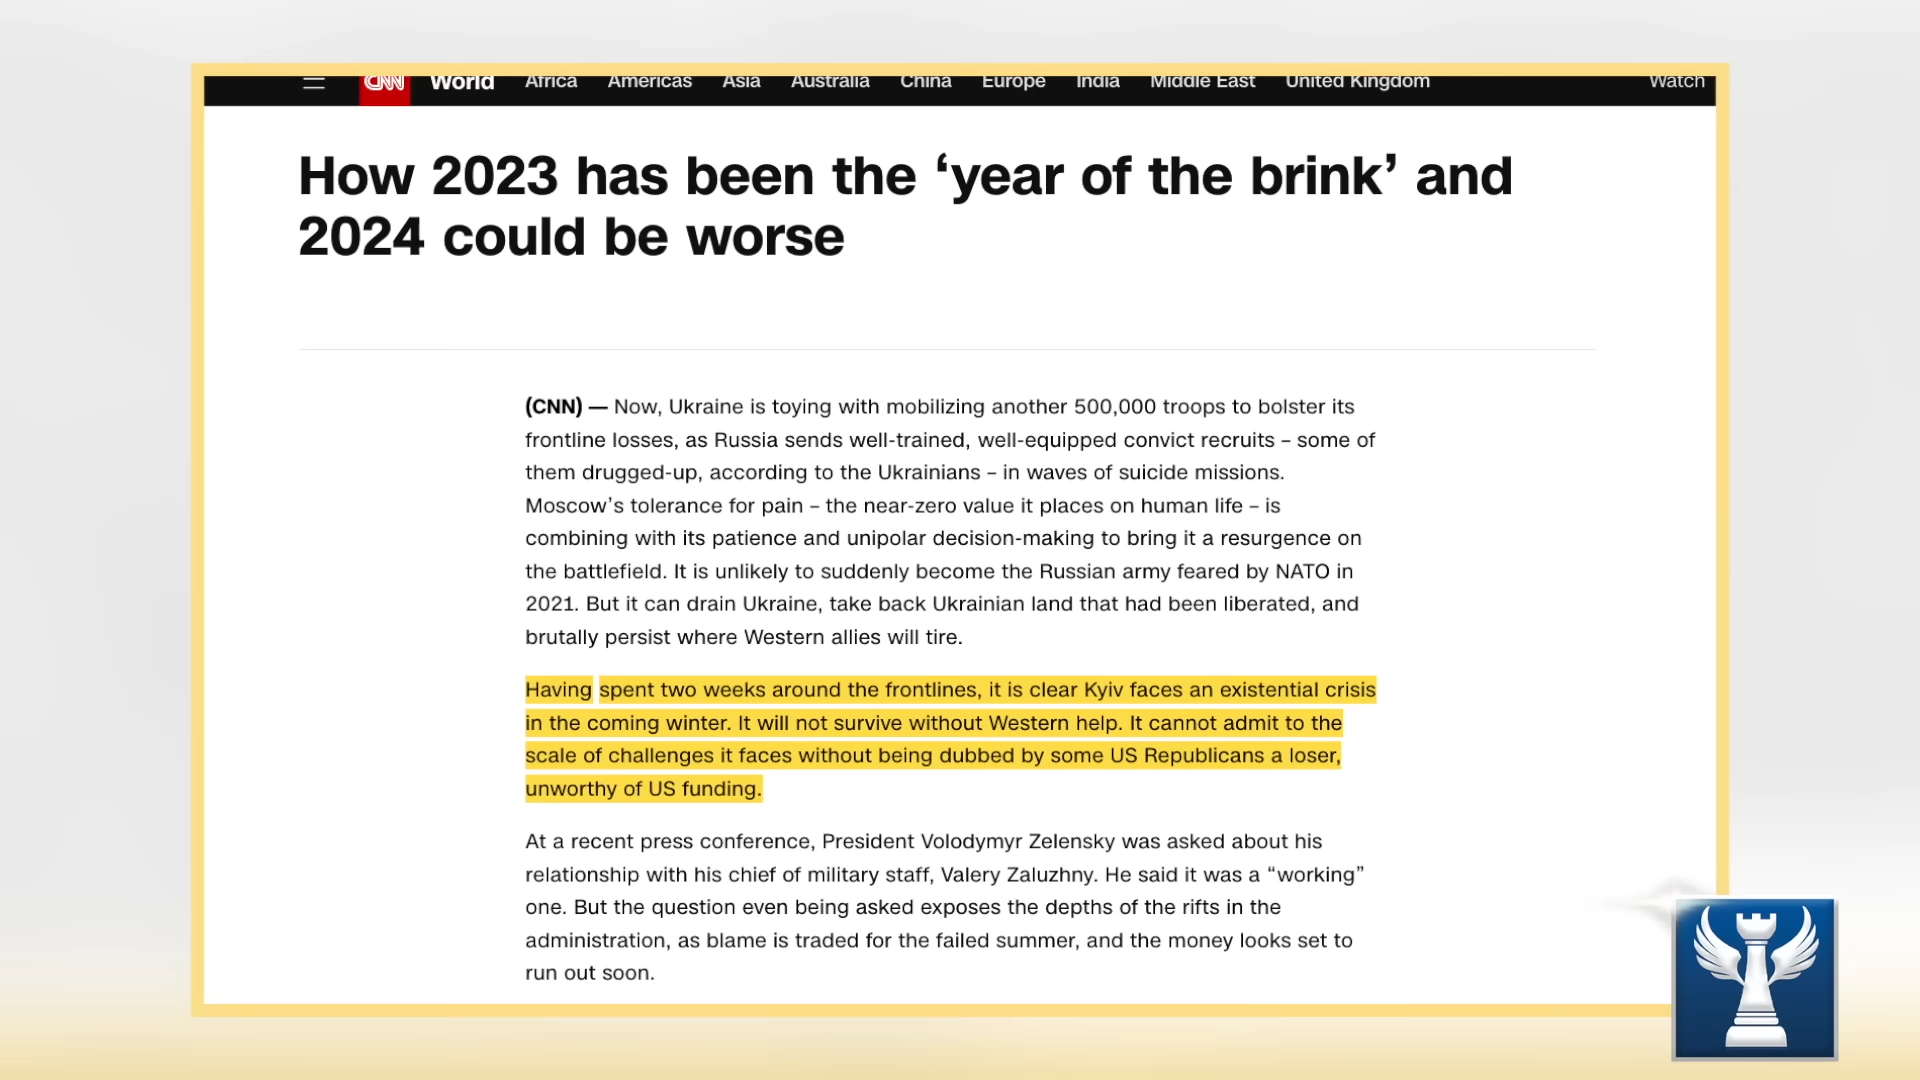 CNN World Africa Americas Asia Australia China Europe India Middle East United Kingdom Watch
How 2023 has been the ‘year of the brink’ and
2024 could be worse
(CNN) — Now, Ukraine is toying with mobilizing another 500,000 troops to bolster its
frontline losses, as Russia sends well-trained, well-equipped convict recruits – some of
them drugged-up, according to the Ukrainians – in waves of suicide missions.
Moscow’s tolerance for pain – the near-zero value it places on human life – is
combining with its patience and unipolar decision-making to bring it a resurgence on
the battlefield. It is unlikely to suddenly become the Russian army feared by NATO in
2021. But it can drain Ukraine, take back Ukrainian land that had been liberated, and
brutally persist where Western allies will tire.
Having spent two weeks around the frontlines, it is clear Kyiv faces an existential crisis
in the coming winter. It will not survive without Western help. It cannot admit to the
scale of challenges it faces without being dubbed by some US Republicans a loser,
unworthy of US funding.
At a recent press conference, President Volodymyr Zelensky was asked about his
relationship with his chief of military staff, Valery Zaluzhny. He said it was a “working”
one. But the question even being asked exposes the depths of the rifts in the
administration, as blame is traded for the failed summer, and the money looks set to
run out soon.